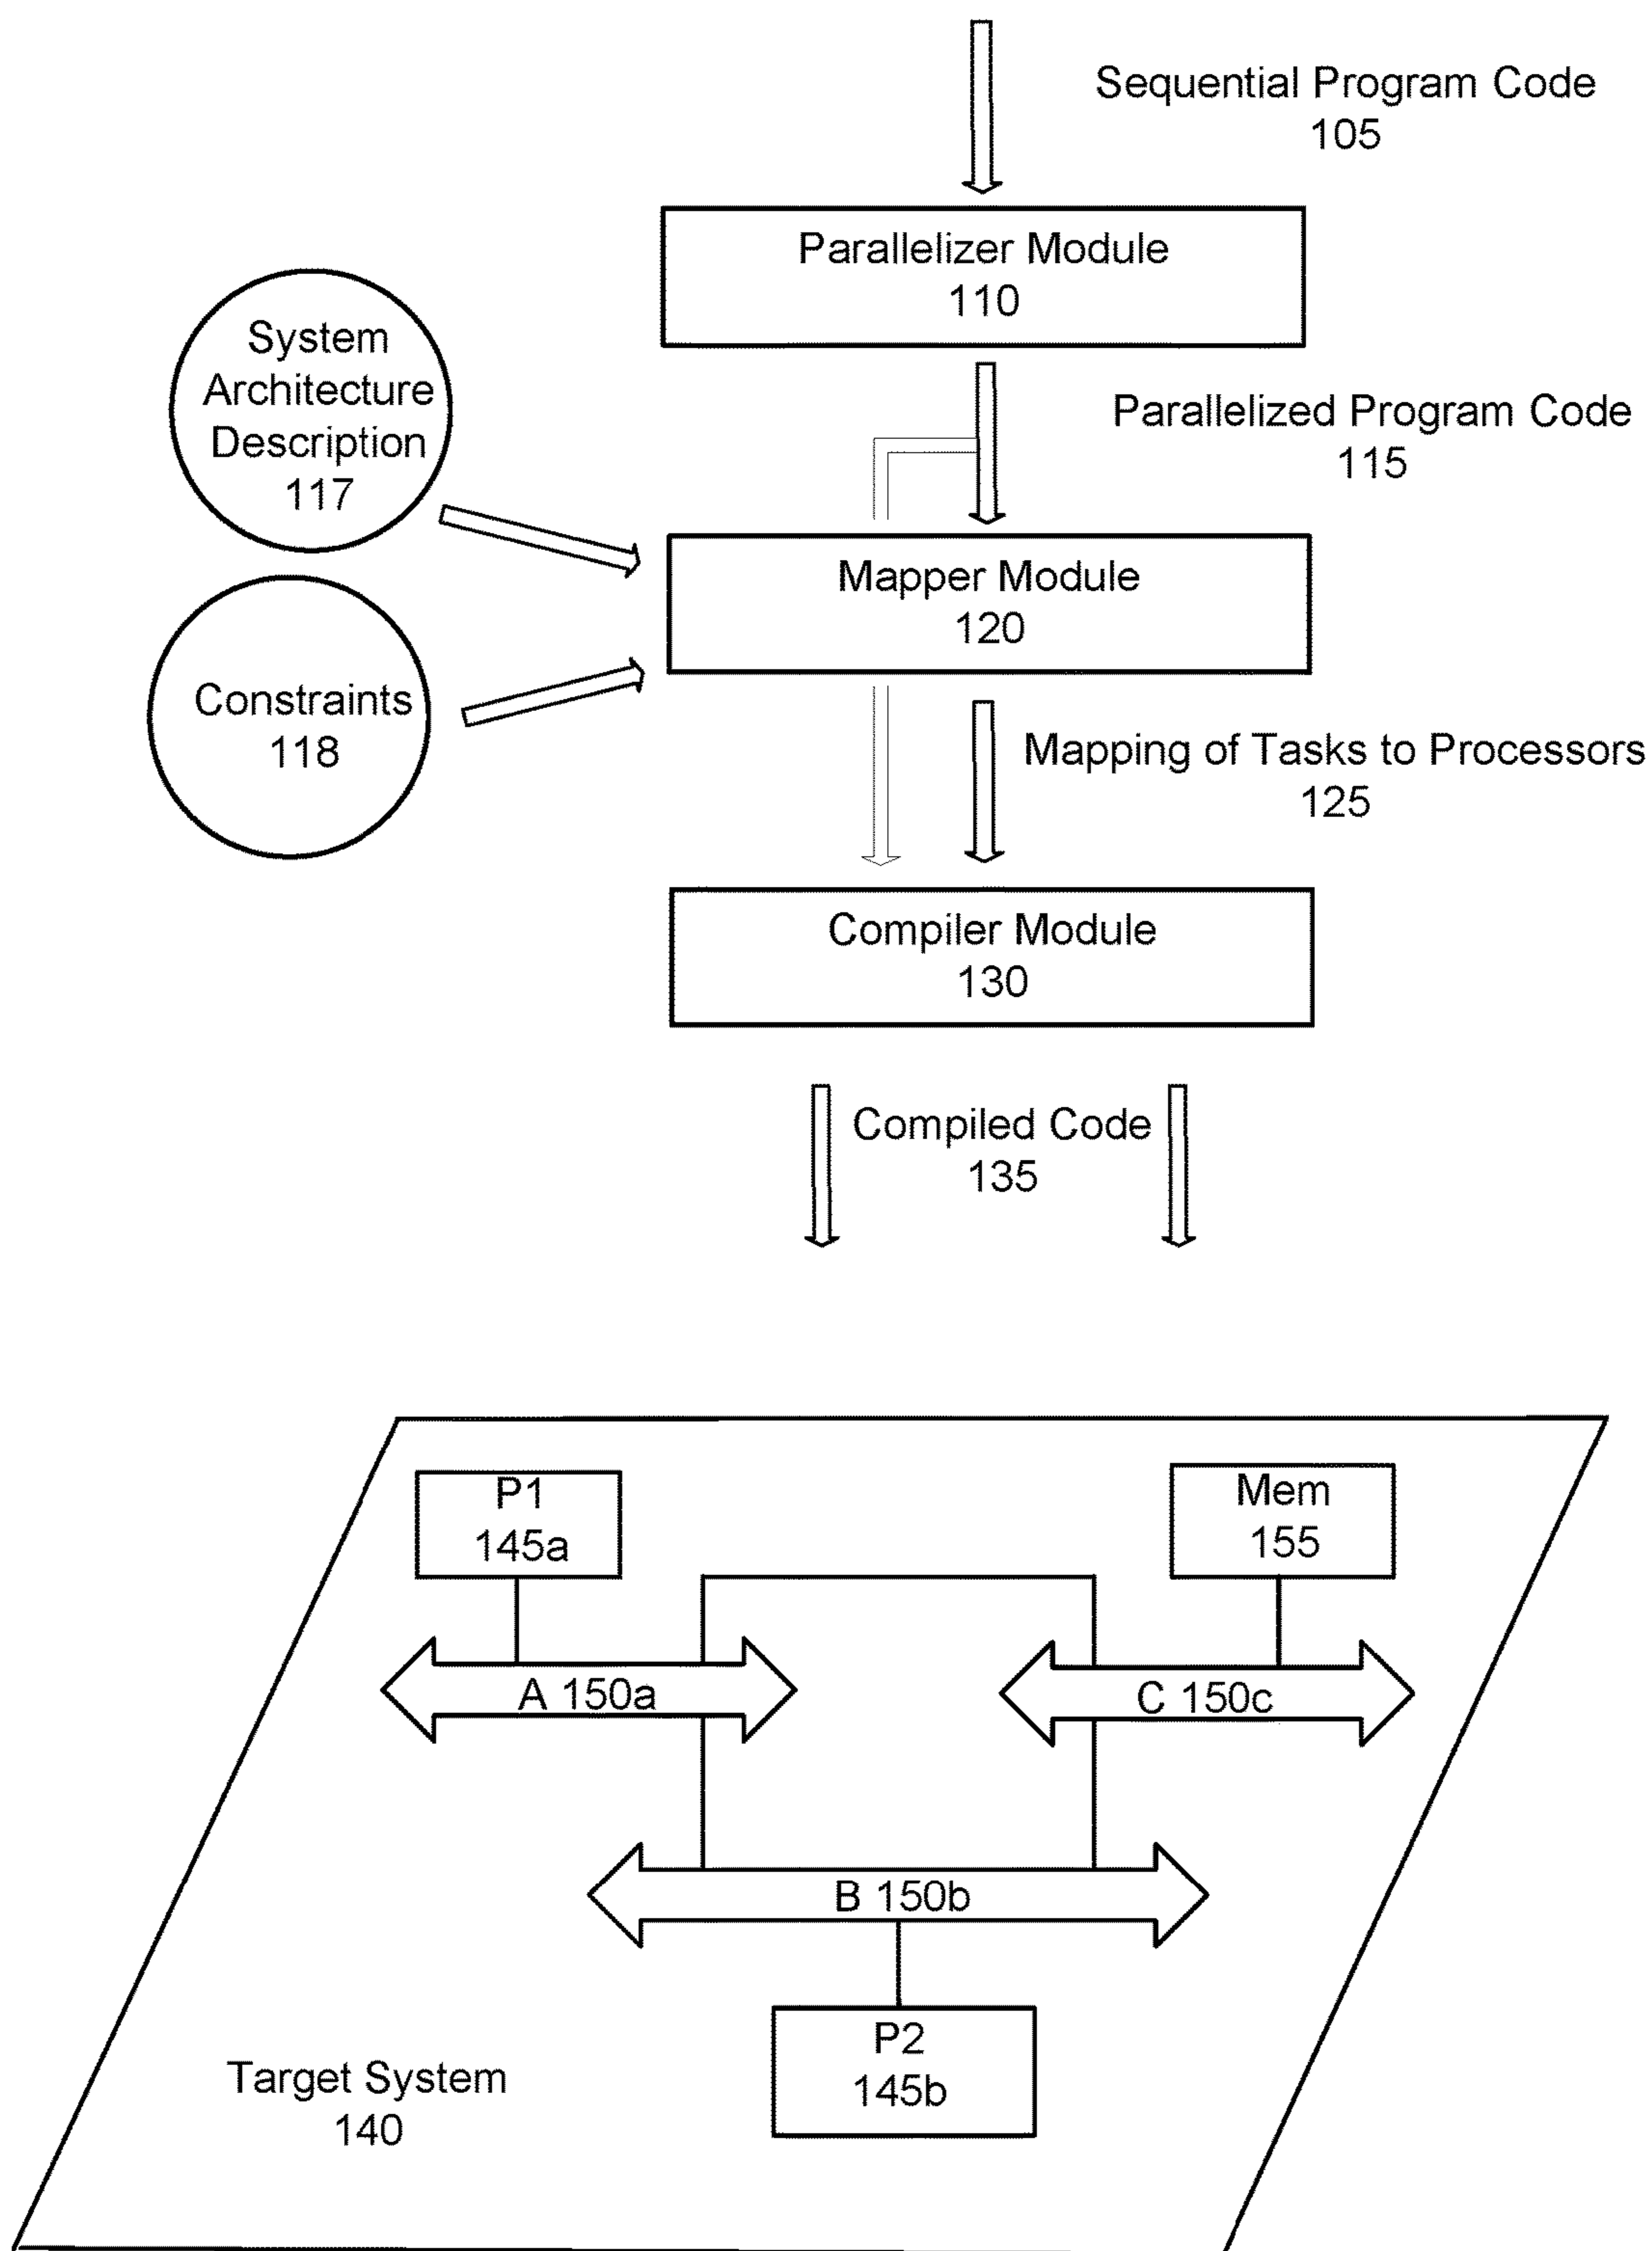 Sequential Program Code
105
Parallelizer Module
110
System
Architecture
Description
117
Parallelized Program Code
115
Mapper Module
120
Constraints
118
Mapping of Tasks to Processors
125
Compiler Module
130
Compiled Code
135
P1
145a
Mem
155
A 150a
C 150c
B 150b
P2
145b
Target System
140